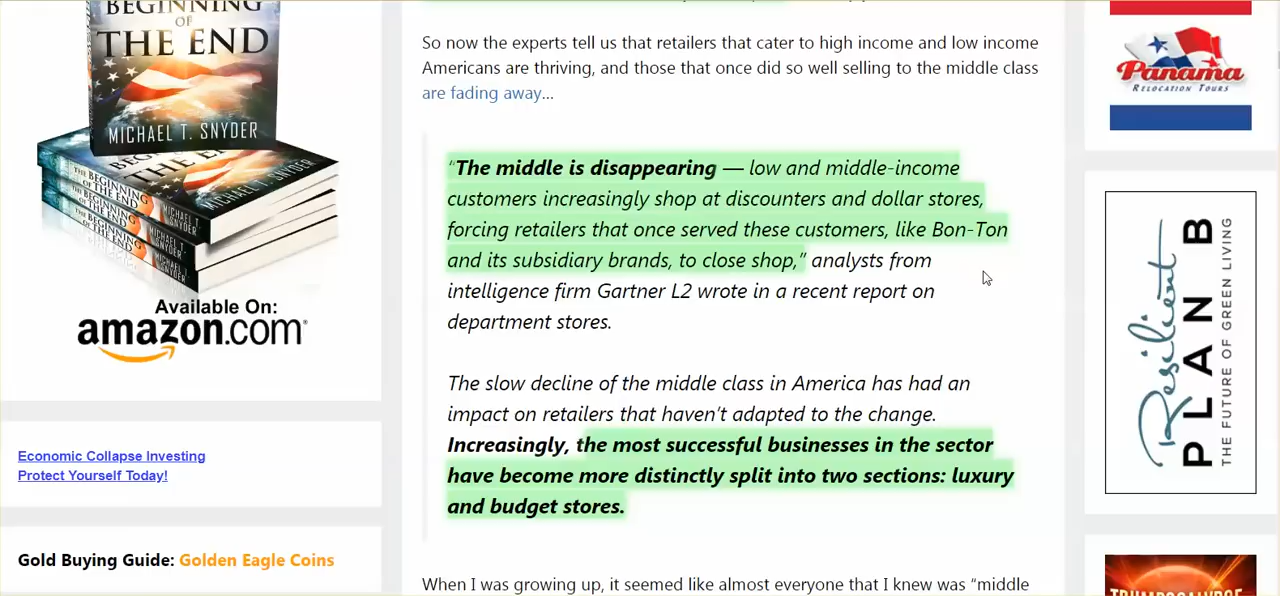 BEGINNING
OF
THE END
MICHAEL T. SNYDER
THE BEGINNING
OF THE END
MICHAEL T. SNYDER
Available On:
amazon.com
Economic Collapse Investing
Protect Yourself Today!
Gold Buying Guide: Golden Eagle Coins
So now the experts tell us that retailers that cater to high income and low income
Americans are thriving, and those that once did so well selling to the middle class
are fading away...
“The middle is disappearing — low and middle-income
customers increasingly shop at discounters and dollar stores,
forcing retailers that once served these customers, like Bon-Ton
and its subsidiary brands, to close shop,” analysts from
intelligence firm Gartner L2 wrote in a recent report on
department stores.
The slow decline of the middle class in America has had an
impact on retailers that haven’t adapted to the change.
Increasingly, the most successful businesses in the sector
have become more distinctly split into two sections: luxury
and budget stores.
When I was growing up, it seemed like almost everyone that I knew was “middle
Panama
RELOCATION TOURS
Resilient
PLAN B
THE FUTURE OF GREEN LIVING